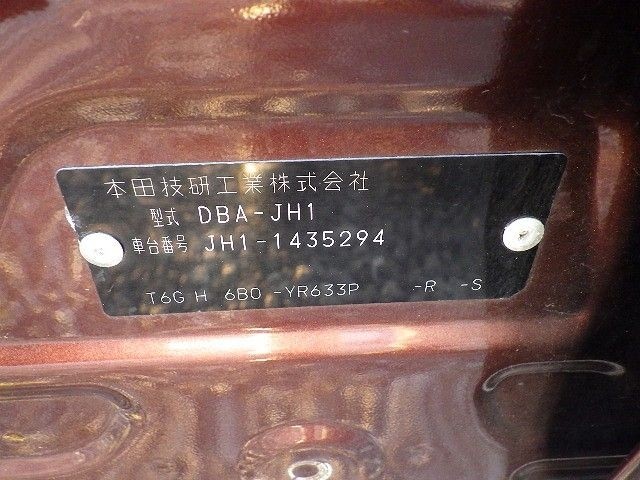 本田技研工業株式会社
型式 DBA-JH1
車台番号 JH1-1435294
T6G H 6B0 -YR633P -R -S